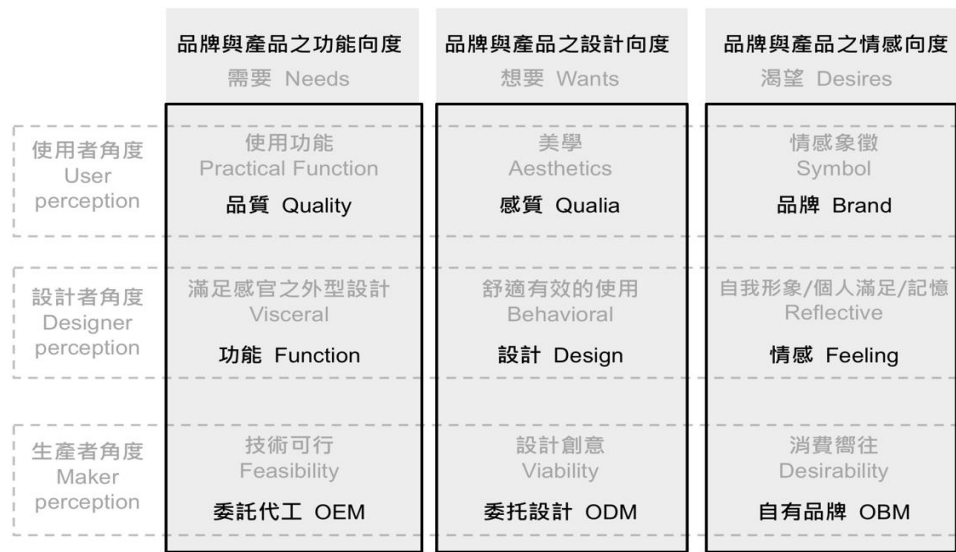 品牌與產品之功能向度
需要 Needs
品牌與產品之設計向度
想要 Wants
品牌與產品之情感向度
渴望 Desires
使用者角度
User
perception
使用功能
Practical Function
品質 Quality
美學
Aesthetics
感質 Qualia
情感象徵
Symbol
品牌 Brand
設計者角度
Designer
perception
滿足感官之外型設計
Visceral
功能 Function
舒適有效的使用
Behavioral
設計 Design
自我形象/個人滿足/記憶
Reflective
情感 Feeling
生產者角度
Maker
perception
技術可行
Feasibility
委託代工 OEM
設計創意
Viability
委托設計 ODM
消費嚮往
Desirability
自有品牌 OBM